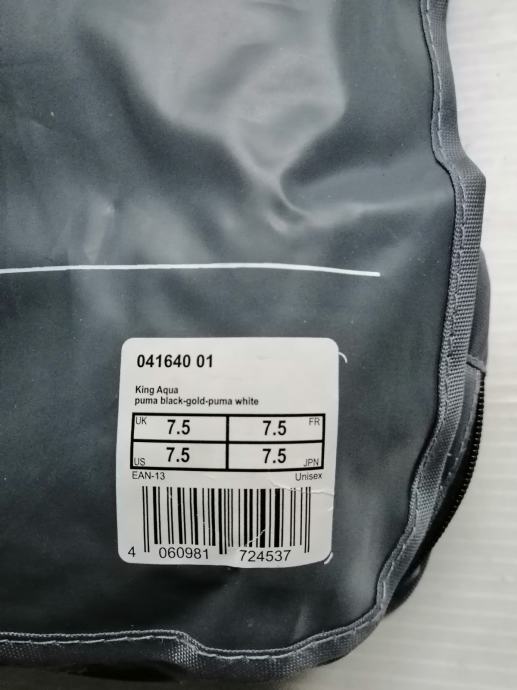 041640 01
King Aqua
puma black-gold-puma white
UK 7.5 7.5 FR
US 7.5 7.5 JPN
EAN-13 Unisex
4 060981 724537